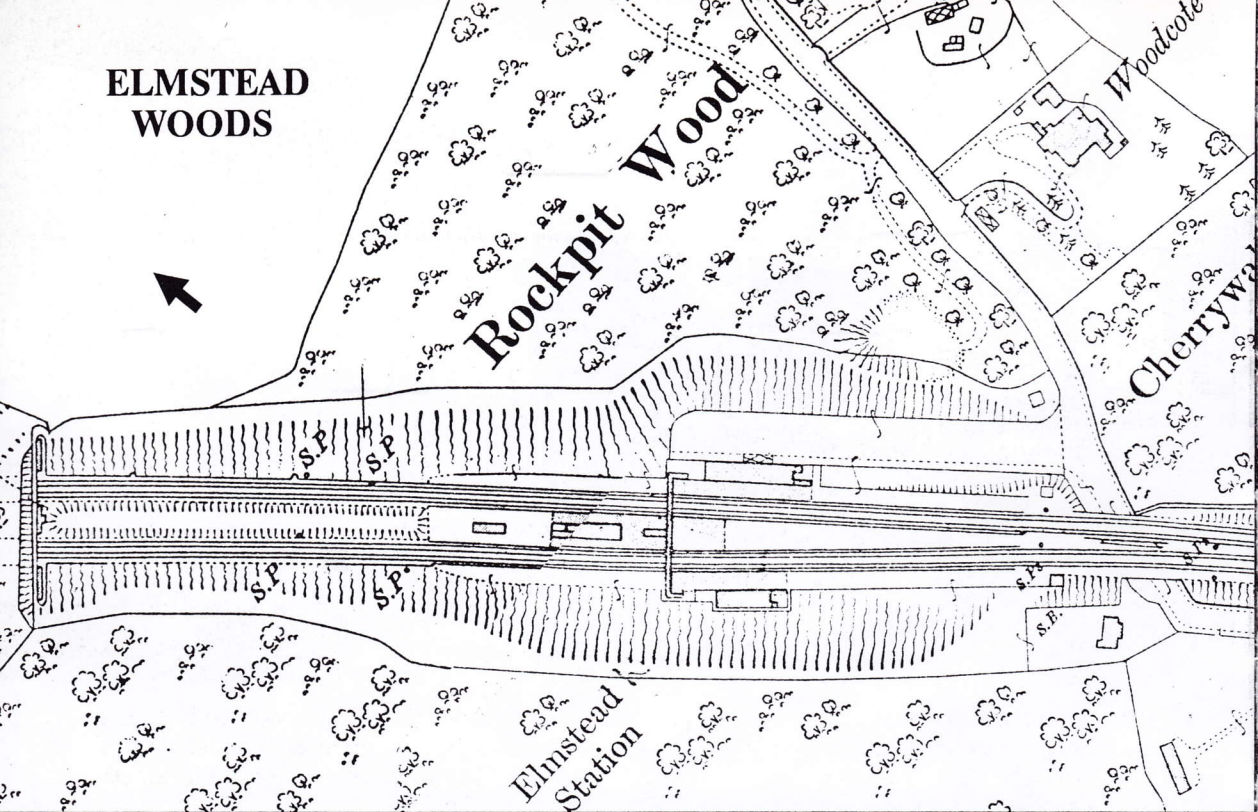 ELMSTEAD
WOODS
Woodcote
Rockpit Wood
Cherrywa
S.P
S.P
S.P.
S.P.
S.P.
S.P.
S.B.
Elmstead
Station